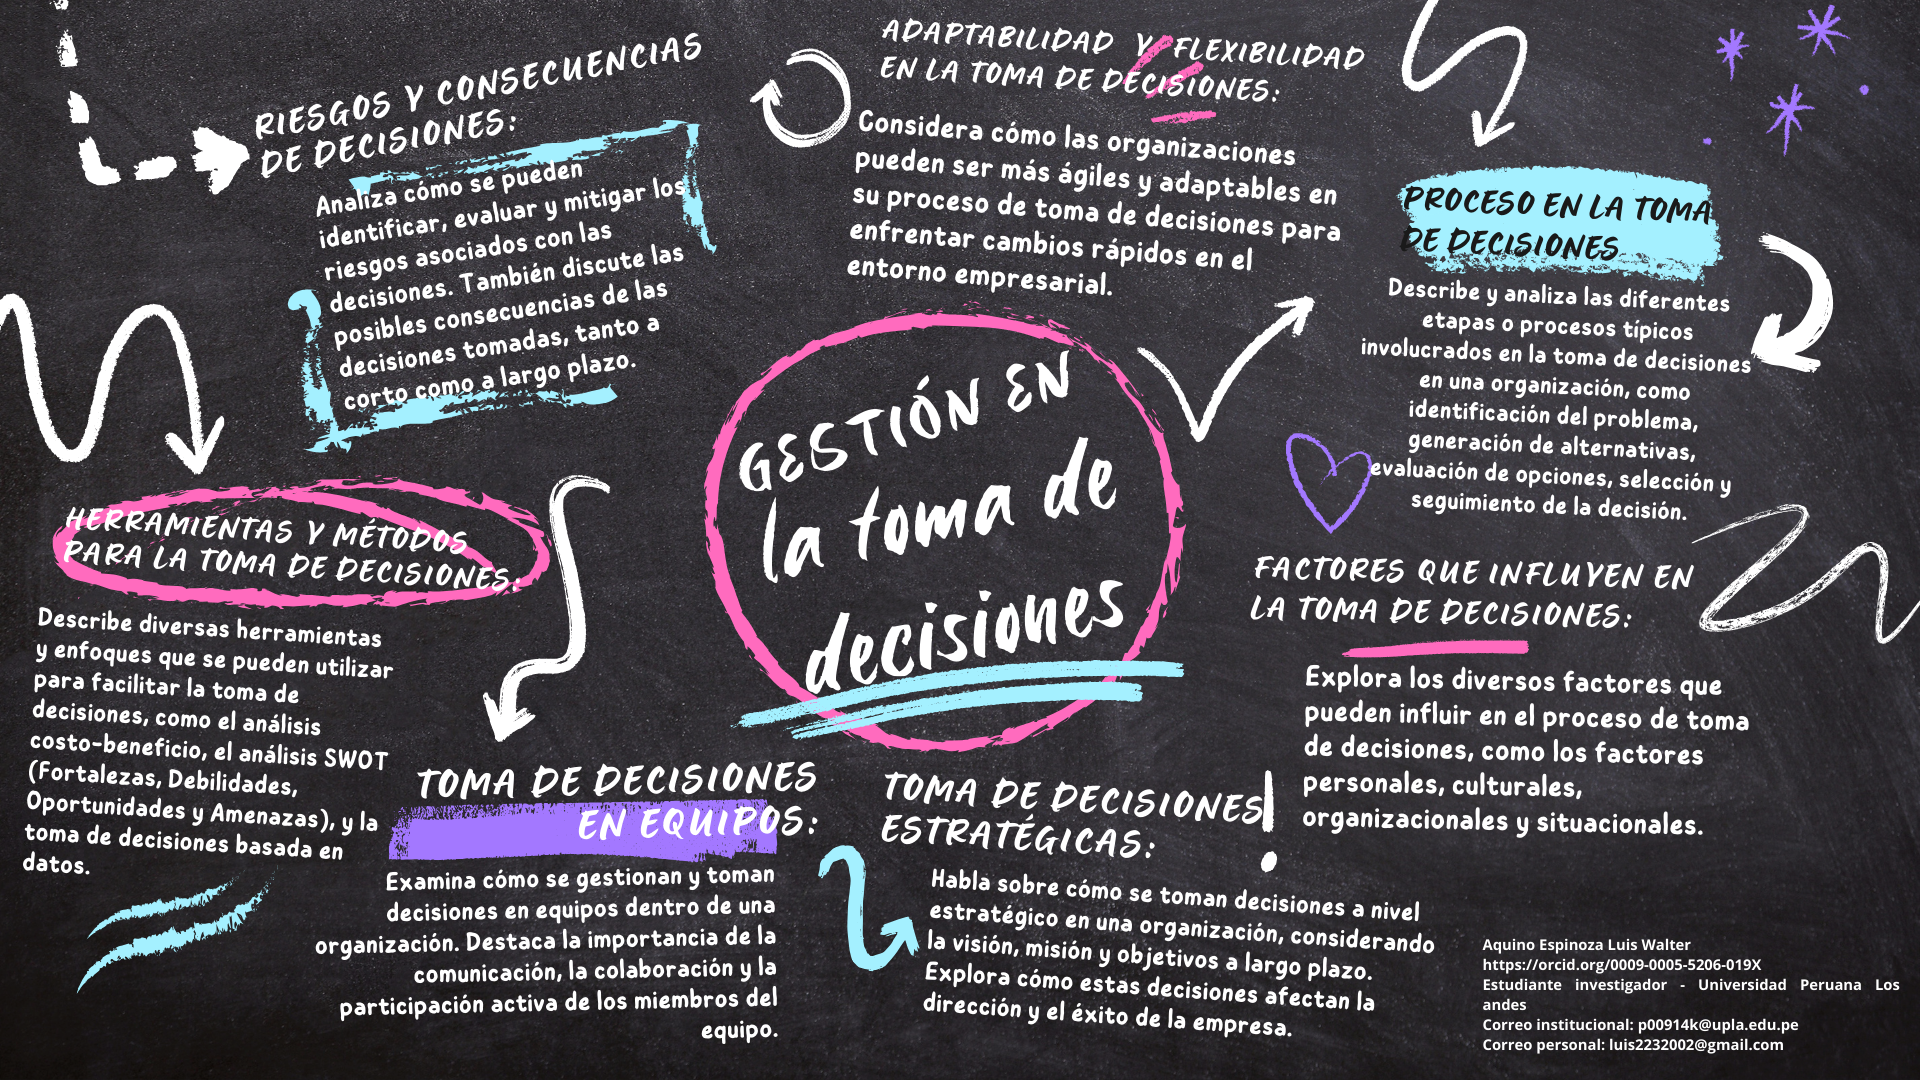 RIESGOS Y CONSECUENCIAS
DE DECISIONES:
Analiza cómo se pueden
identificar, evaluar y mitigar los
riesgos asociados con las
decisiones. También discute las
posibles consecuencias de las
decisiones tomadas, tanto a
corto como a largo plazo.
ADAPTABILIDAD Y FLEXIBILIDAD
EN LA TOMA DE DECISIONES:
Considera cómo las organizaciones
pueden ser más ágiles y adaptables en
su proceso de toma de decisiones para
enfrentar cambios rápidos en el
entorno empresarial.
PROCESO EN LA TOMA
DE DECISIONES
Describe y analiza las diferentes
etapas o procesos típicos
involucrados en la toma de decisiones
en una organización, como
identificación del problema,
generación de alternativas,
evaluación de opciones, selección y
seguimiento de la decisión.
GESTIÓN EN
la toma de
decisiones
HERRAMIENTAS Y MÉTODOS
PARA LA TOMA DE DECISIONES:
Describe diversas herramientas
y enfoques que se pueden utilizar
para facilitar la toma de
decisiones, como el análisis
costo-beneficio, el análisis SWOT
(Fortalezas, Debilidades,
Oportunidades y Amenazas), y la
toma de decisiones basada en
datos.
FACTORES QUE INFLUYEN EN
LA TOMA DE DECISIONES:
Explora los diversos factores que
pueden influir en el proceso de toma
de decisiones, como los factores
personales, culturales,
organizacionales y situacionales.
TOMA DE DECISIONES
EN EQUIPOS:
Examina cómo se gestionan y toman
decisiones en equipos dentro de una
organización. Destaca la importancia de la
comunicación, la colaboración y la
participación activa de los miembros del
equipo.
TOMA DE DECISIONES
ESTRATÉGICAS:
Habla sobre cómo se toman decisiones a nivel
estratégico en una organización, considerando
la visión, misión y objetivos a largo plazo.
Explora cómo estas decisiones afectan la
dirección y el éxito de la empresa.
Aquino Espinoza Luis Walter
https://orcid.org/0009-0005-5206-019X
Estudiante investigador - Universidad Peruana Los
andes
Correo institucional: p00914k@upla.edu.pe
Correo personal: luis2232002@gmail.com